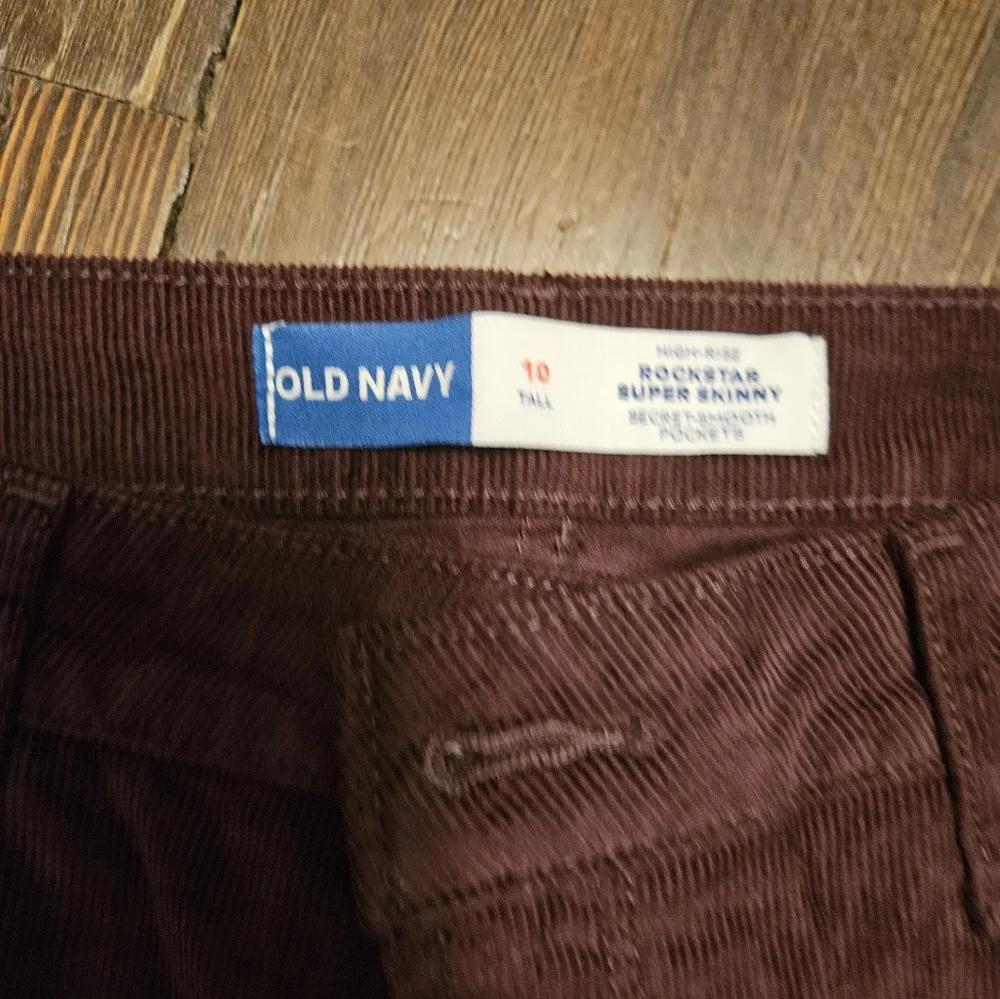 OLD NAVY
10
TALL
HIGH-RISE
ROCKSTAR
SUPER SKINNY
SECRET-SMOOTH
POCKETS